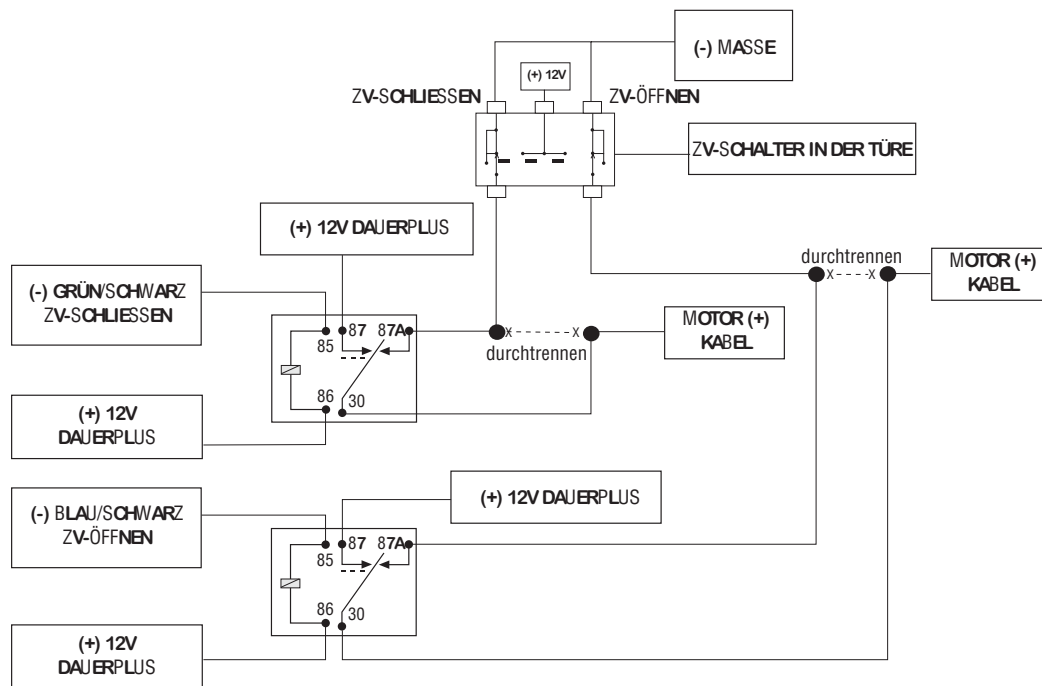 (-) MASSE
(+) 12V
ZV-SCHLIESSEN
ZV-ÖFFNEN
ZV-SCHALTER IN DER TÜRE
(+) 12V DAUERPLUS
durchtrennen
x x
MOTOR (+)
KABEL
(-) GRÜN/SCHWARZ
ZV-SCHLIESSEN
87 87A
85
86
30
x x
durchtrennen
MOTOR (+)
KABEL
(+) 12V
DAUERPLUS
(+) 12V DAUERPLUS
(-) BLAU/SCHWARZ
ZV-ÖFFNEN
87 87A
85
86
30
(+) 12V
DAUERPLUS